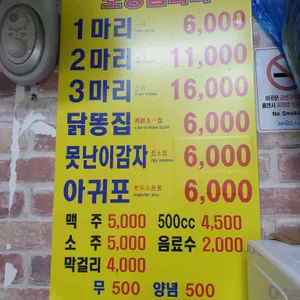 1마리 6,000
2마리 11,000
3마리 16,000
닭똥집 6,000
못난이감자 6,000
아귀포 6,000
맥 주 5,000 500cc 4,500
소 주 5,000 음료수 2,000
막걸리 4,000
무 500 양념 500
No Smoking